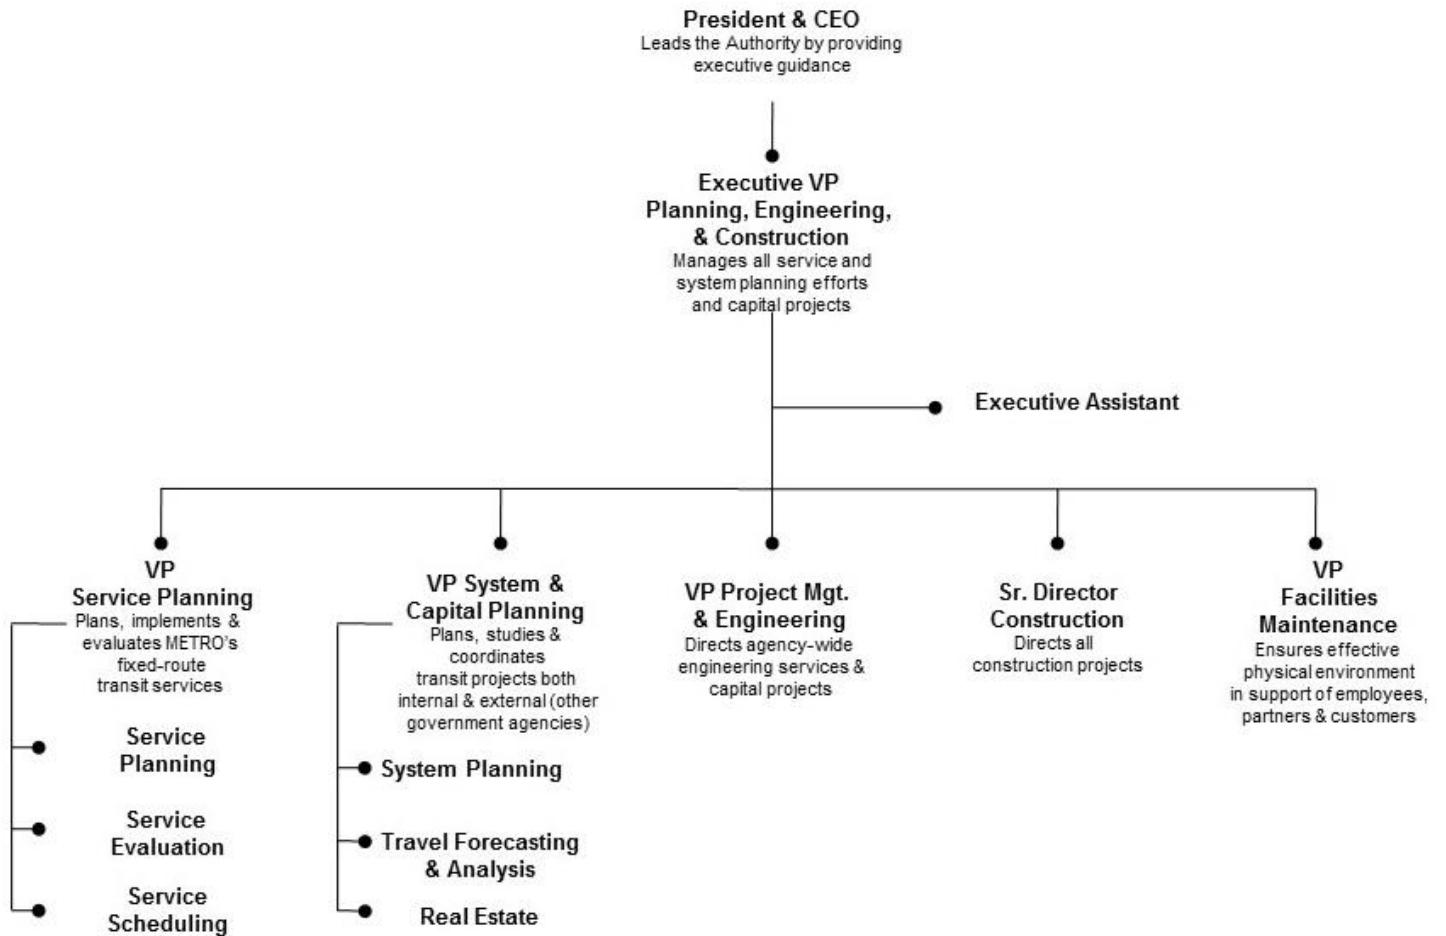 President & CEO
Leads the Authority by providing
executive guidance
Executive VP
Planning, Engineering,
& Construction
Manages all service and
system planning efforts
and capital projects
Executive Assistant
VP
Service Planning
Plans, implements &
evaluates METRO's
fixed-route
transit services
Service
Planning
Service
Evaluation
Service
Scheduling
VP System &
Capital Planning
Plans, studies &
coordinates
transit projects both
internal & external (other
government agencies)
System Planning
Travel Forecasting
& Analysis
Real Estate
VP Project Mgt.
& Engineering
Directs agency-wide
engineering services &
capital projects
Sr. Director
Construction
Directs all
construction projects
VP
Facilities
Maintenance
Ensures effective
physical environment
in support of employees,
partners & customers